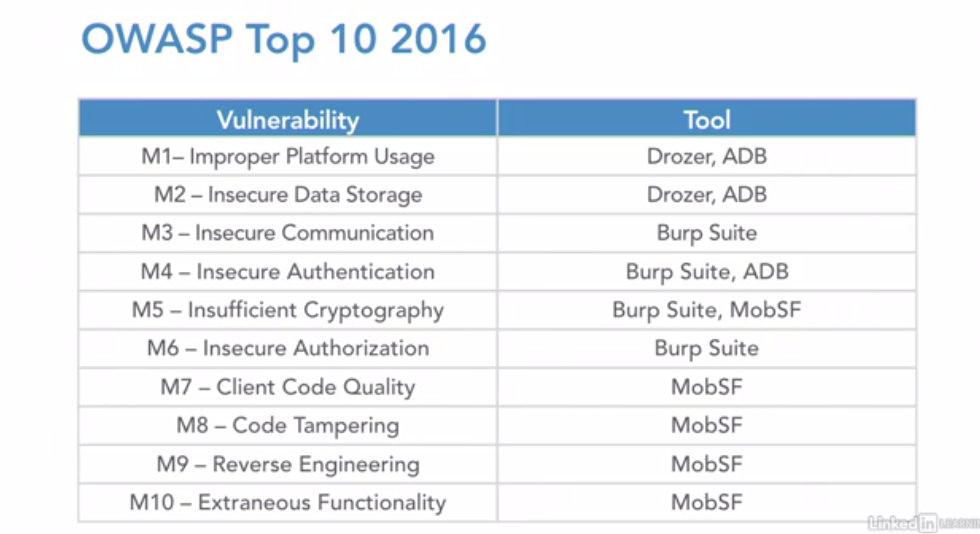 OWASP Top 10 2016
Vulnerability Tool
M1– Improper Platform Usage Drozer, ADB
M2 – Insecure Data Storage Drozer, ADB
M3 – Insecure Communication Burp Suite
M4 – Insecure Authentication Burp Suite, ADB
M5 – Insufficient Cryptography Burp Suite, MobSF
M6 – Insecure Authorization Burp Suite
M7 – Client Code Quality MobSF
M8 – Code Tampering MobSF
M9 – Reverse Engineering MobSF
M10 – Extraneous Functionality MobSF
Linked in